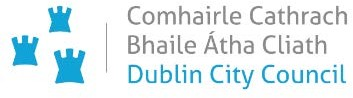 Comhairle Cathrach
Bhaile Átha Cliath
Dublin City Council